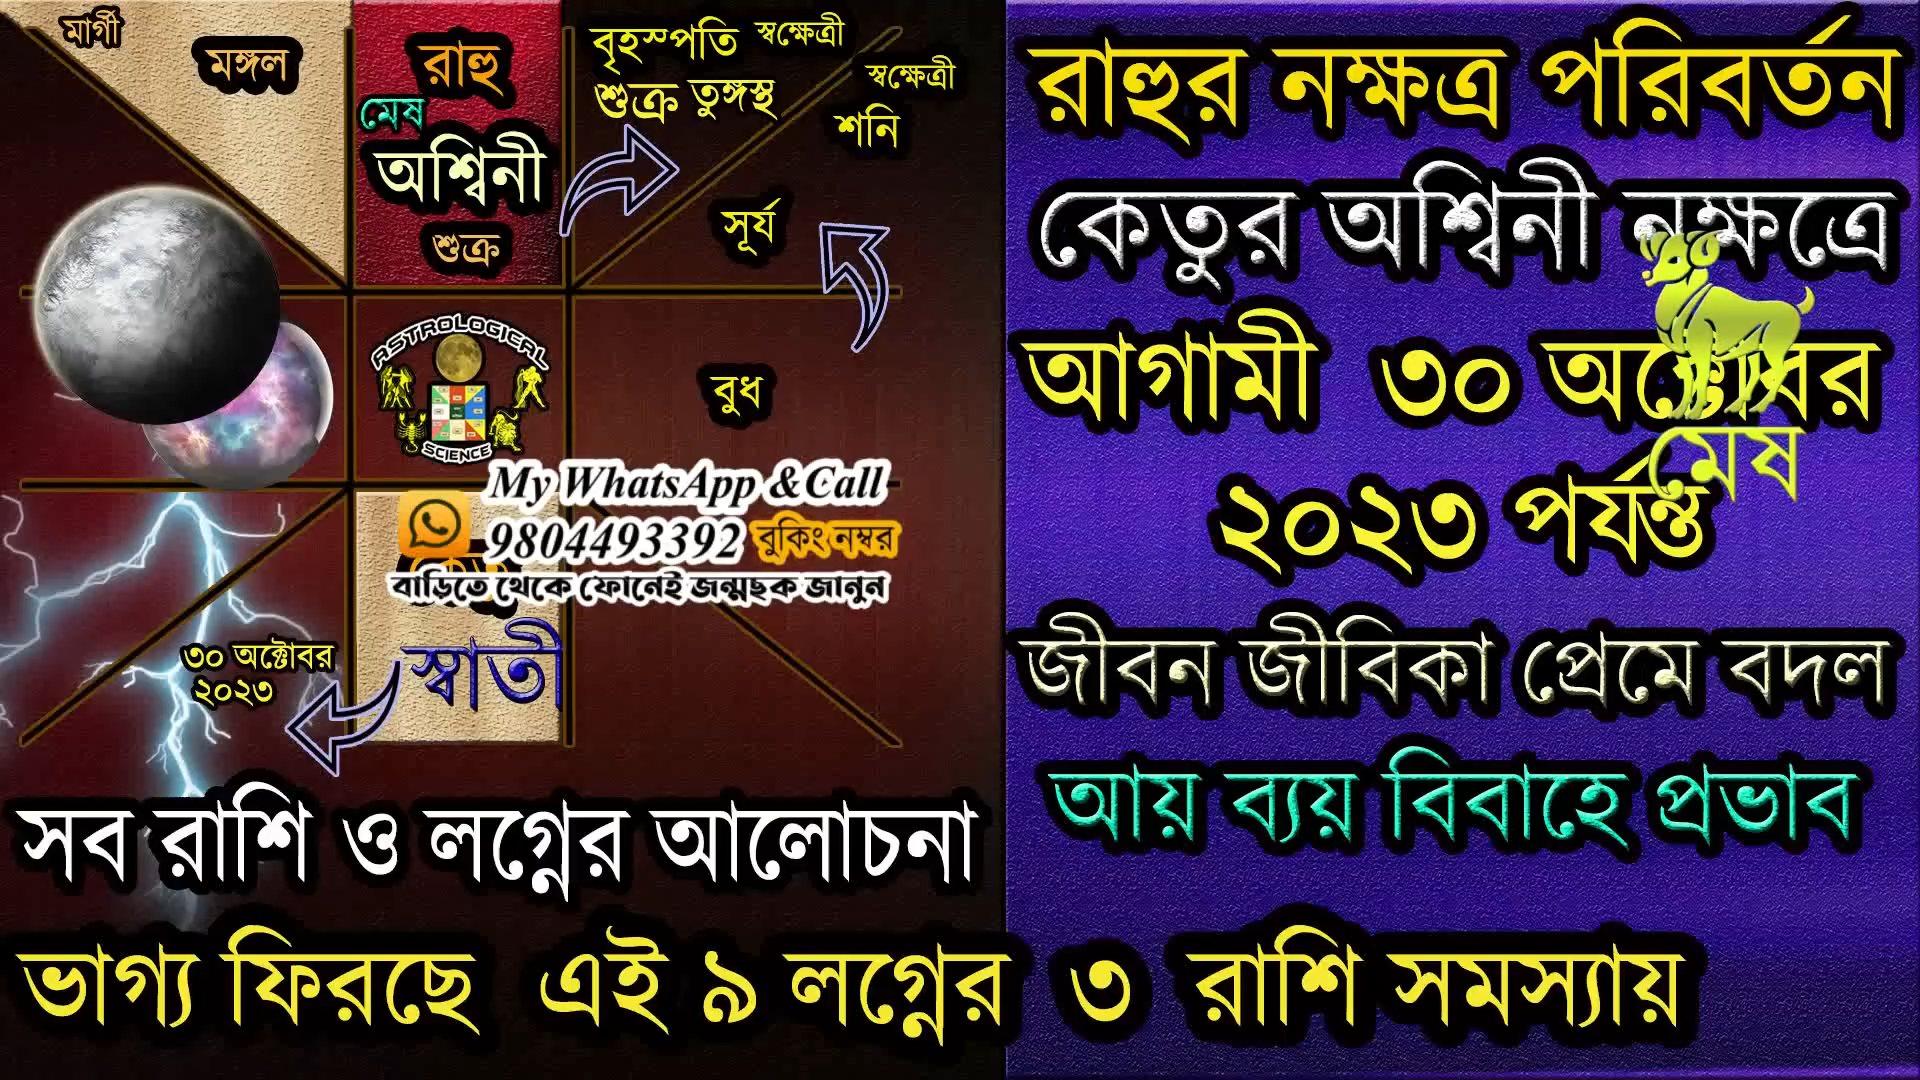 মার্গী
মঙ্গল
রাহু
মেষ
অশ্বিনী
শুক্র
বৃহস্পতি স্বক্ষেত্রী
শুক্র তুঙ্গস্থ
স্বক্ষেত্রী
শনি
সূর্য
বুধ
ASTROLOGICAL
SCIENCE
My WhatsApp &Call
9804493392 বুকিং নম্বর
বাড়িতে থেকে ফোনেই জন্মছক জানুন
স্বাতী
৩০ অক্টোবর
২০২৩
রাহুর নক্ষত্র পরিবর্তন
কেতুর অশ্বিনী নক্ষত্রে
আগামী ৩০ অক্টোবর
মেষ
২০২৩ পর্যন্ত
জীবন জীবিকা প্রেমে বদল
আয় ব্যয় বিবাহে প্রভাব
সব রাশি ও লগ্নের আলোচনা
ভাগ্য ফিরছে এই ৯ লগ্নের ৩ রাশি সমস্যায়